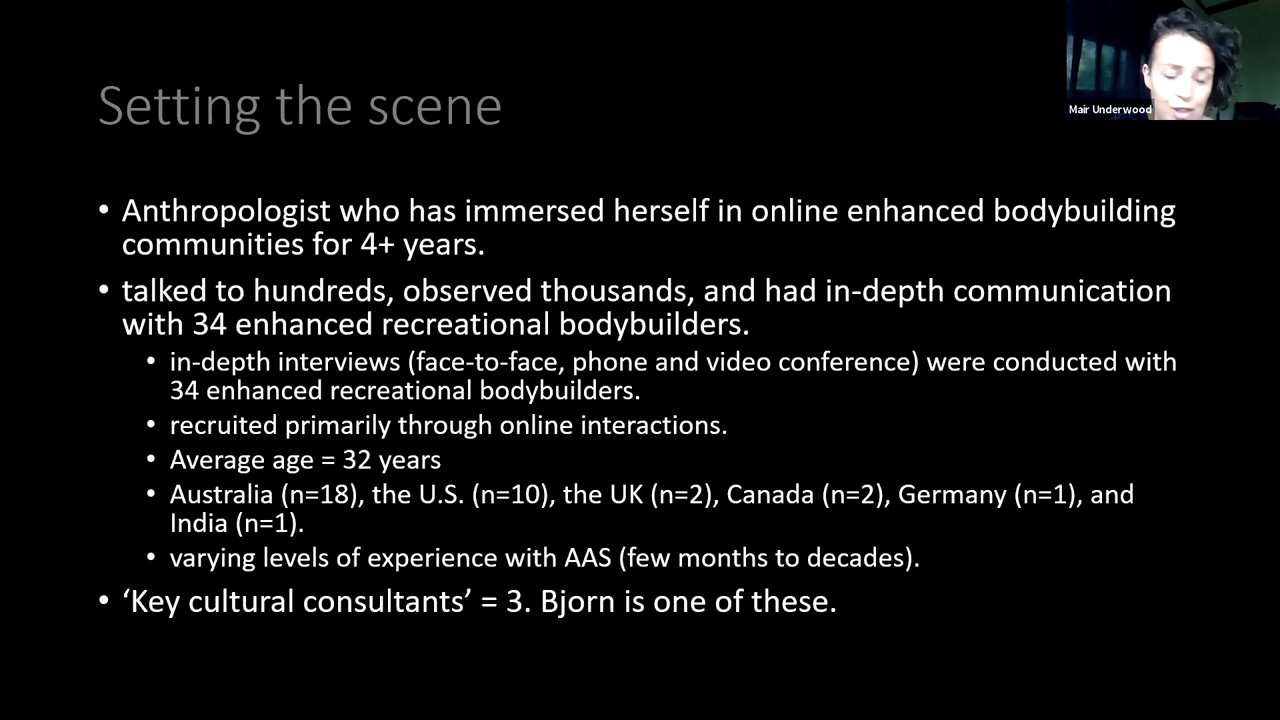 Setting the scene
Mair Underwood
• Anthropologist who has immersed herself in online enhanced bodybuilding
communities for 4+ years.
• talked to hundreds, observed thousands, and had in-depth communication
with 34 enhanced recreational bodybuilders.
• in-depth interviews (face-to-face, phone and video conference) were conducted with
34 enhanced recreational bodybuilders.
• recruited primarily through online interactions.
• Average age = 32 years
• Australia (n=18), the U.S. (n=10), the UK (n=2), Canada (n=2), Germany (n=1), and
India (n=1).
• varying levels of experience with AAS (few months to decades).
• ‘Key cultural consultants’ = 3. Bjorn is one of these.